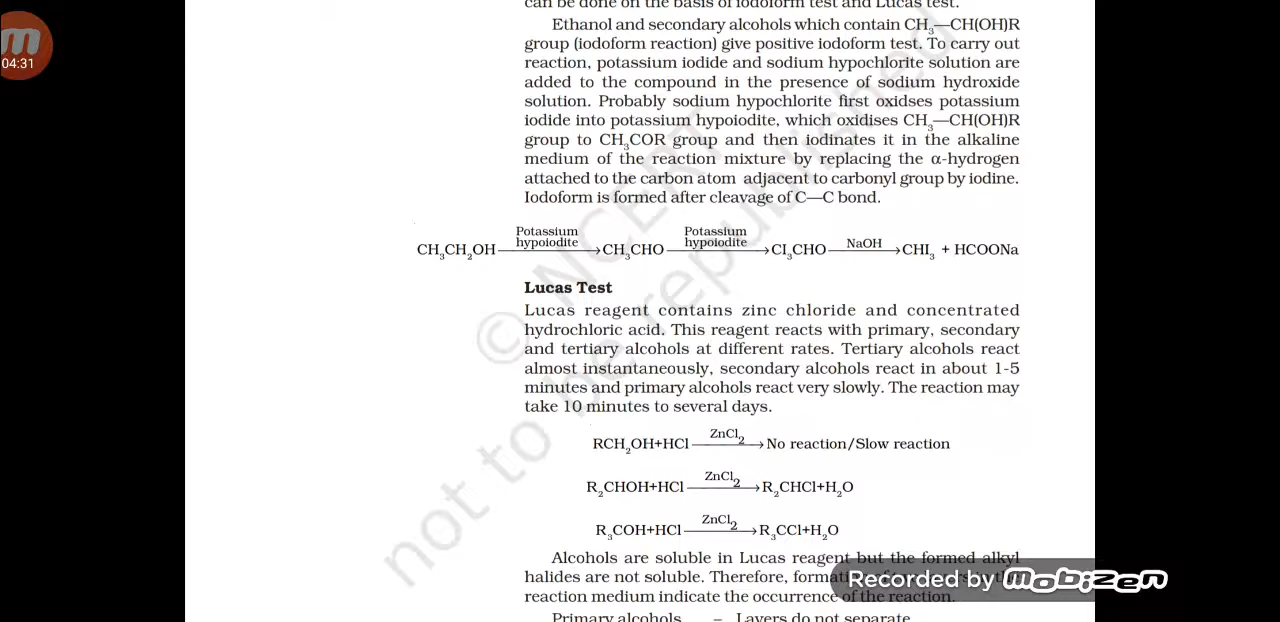 04:31
can be done on the basis of iodoform test and Lucas test.
Ethanol and secondary alcohols which contain CH₃—CH(OH)R
group (iodoform reaction) give positive iodoform test. To carry out
reaction, potassium iodide and sodium hypochlorite solution are
added to the compound in the presence of sodium hydroxide
solution. Probably sodium hypochlorite first oxidses potassium
iodide into potassium hypoiodite, which oxidises CH₃—CH(OH)R
group to CH₃COR group and then iodinates it in the alkaline
medium of the reaction mixture by replacing the α-hydrogen
attached to the carbon atom adjacent to carbonyl group by iodine.
Iodoform is formed after cleavage of C—C bond.
CH₃CH₂OH —Potassium hypoiodite→ CH₃CHO —Potassium hypoiodite→ CI₃CHO —NaOH→ CHI₃ + HCOONa
Lucas Test
Lucas reagent contains zinc chloride and concentrated
hydrochloric acid. This reagent reacts with primary, secondary
and tertiary alcohols at different rates. Tertiary alcohols react
almost instantaneously, secondary alcohols react in about 1-5
minutes and primary alcohols react very slowly. The reaction may
take 10 minutes to several days.
RCH₂OH+HCl —ZnCl₂→ No reaction/Slow reaction
R₂CHOH+HCl —ZnCl₂→ R₂CHCl+H₂O
R₃COH+HCl —ZnCl₂→ R₃CCl+H₂O
Alcohols are soluble in Lucas reagent but the formed alkyl
halides are not soluble. Therefore, the
reaction medium indicate the occurrence of the reaction.
Primary alcohols – Layers do not separate
© NCERT
not to be republished
Recorded by mobizen